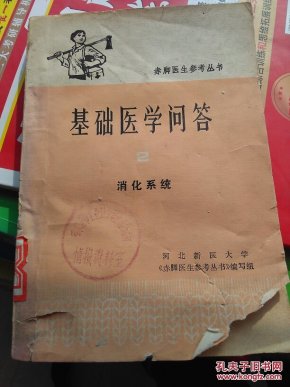 赤脚医生参考丛书
基础医学问答
2
消化系统
河北新医大学
《赤脚医生参考丛书》编写组
孔夫子旧书网